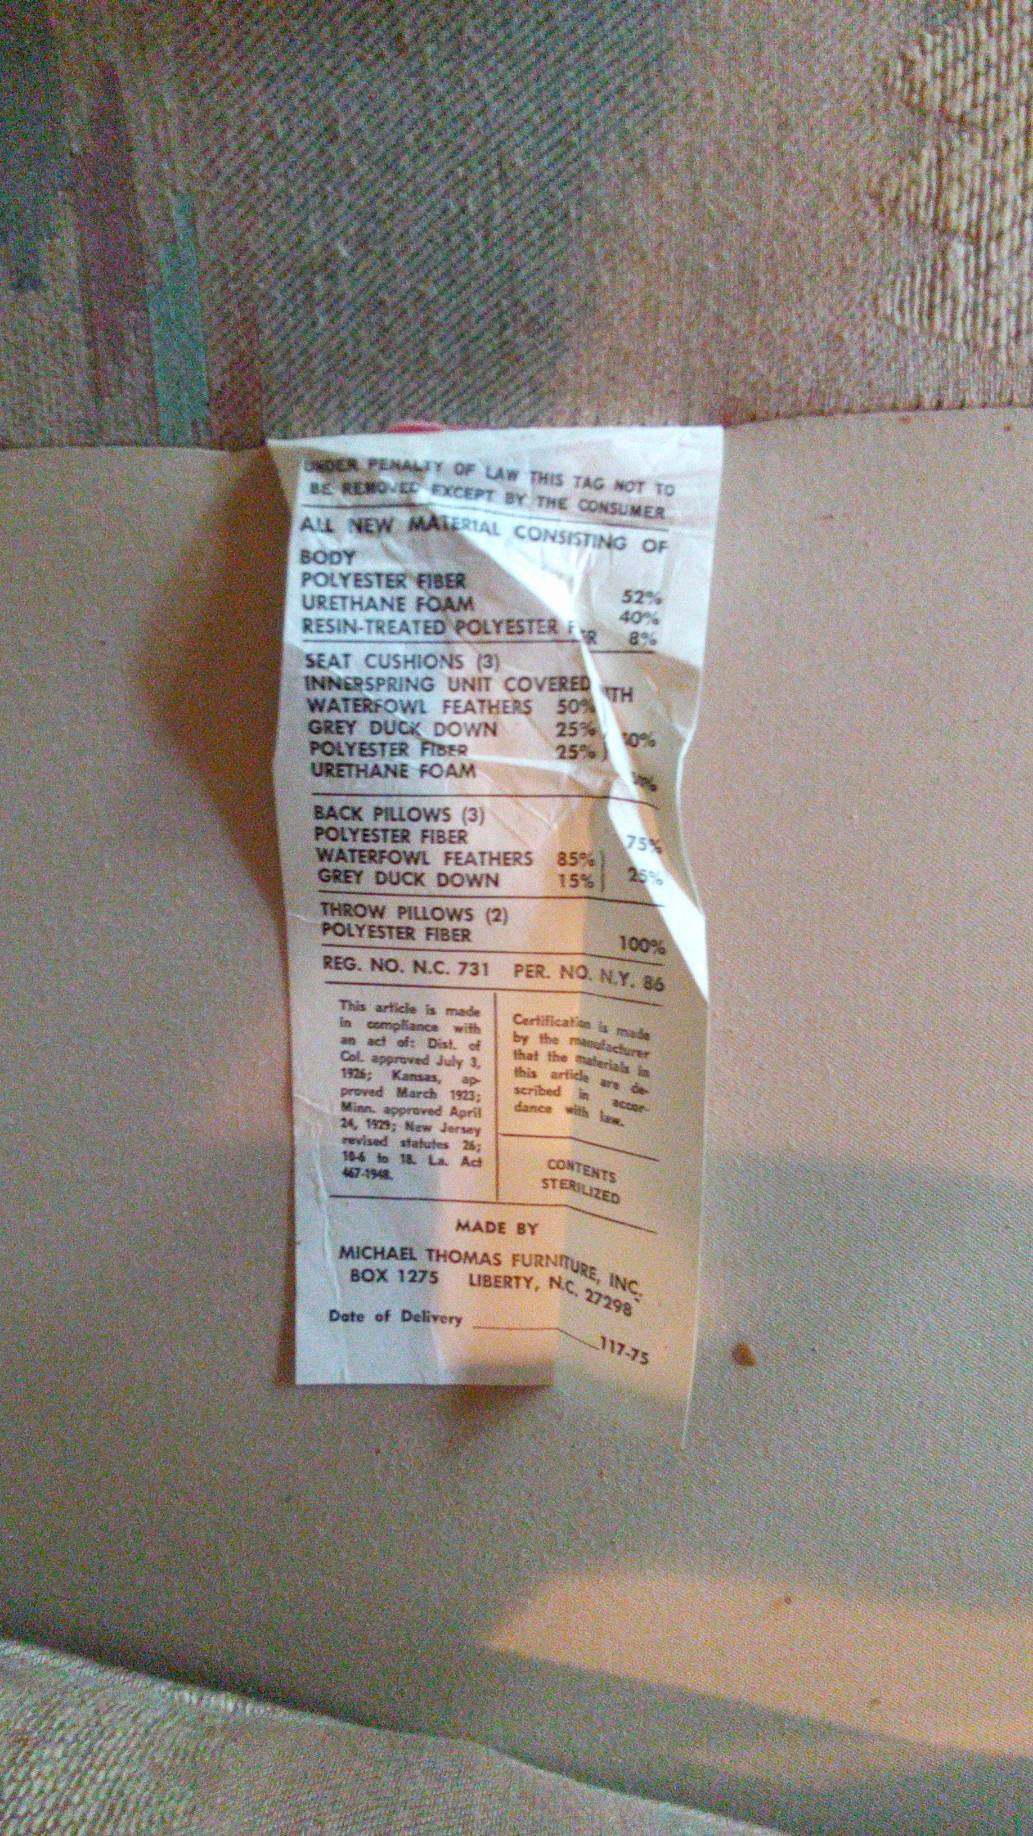 UNDER PENALTY OF LAW THIS TAG NOT TO
BE REMOVED EXCEPT BY THE CONSUMER
ALL NEW MATERIAL CONSISTING OF
BODY
POLYESTER FIBER 52%
URETHANE FOAM 40%
RESIN-TREATED POLYESTER F ER 8%
SEAT CUSHIONS (3)
INNERSPRING UNIT COVERED ITH
WATERFOWL FEATHERS 50%
GREY DUCK DOWN 25%
POLYESTER FIBER 25%
URETHANE FOAM
BACK PILLOWS (3)
POLYESTER FIBER 75%
WATERFOWL FEATHERS 85%
GREY DUCK DOWN 15% 25%
THROW PILLOWS (2)
POLYESTER FIBER 100%
REG. NO. N.C. 731 PER. NO. N.Y. 86
This article is made
in compliance with
an act of: Dist. of
Col. approved July 3,
1926; Kansas, ap-
proved March 1923;
Minn. approved April
24, 1929; New Jersey
revised statutes 26;
10-6 to 18. La. Act
467-1948.
Certification is made
by the manufacturer
that the materials in
this article are de-
scribed in accor-
dance with law.
CONTENTS
STERILIZED
MADE BY
MICHAEL THOMAS FURNITURE, INC.
BOX 1275 LIBERTY, N.C. 27298
Date of Delivery
117-75